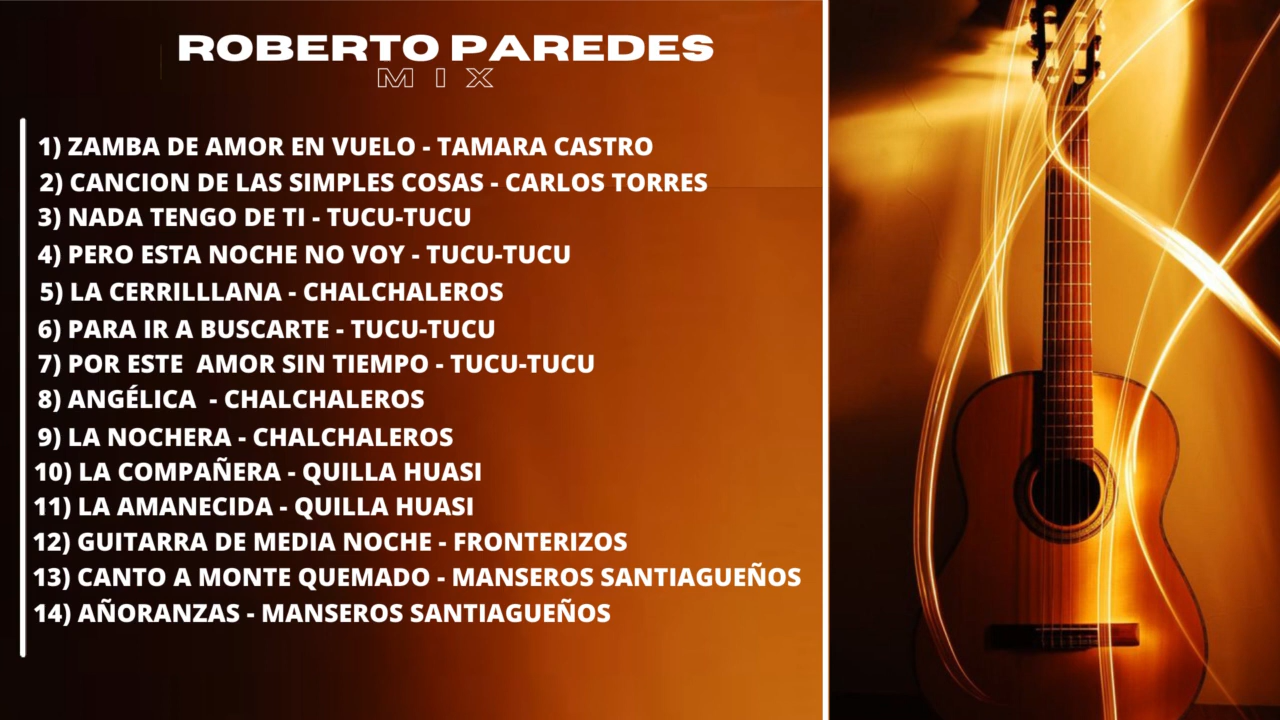 ROBERTO PAREDES
MIX
1) ZAMBA DE AMOR EN VUELO - TAMARA CASTRO
2) CANCION DE LAS SIMPLES COSAS - CARLOS TORRES
3) NADA TENGO DE TI - TUCU-TUCU
4) PERO ESTA NOCHE NO VOY - TUCU-TUCU
5) LA CERRILLLANA - CHALCHALEROS
6) PARA IR A BUSCARTE - TUCU-TUCU
7) POR ESTE  AMOR SIN TIEMPO - TUCU-TUCU
8) ANGÉLICA  - CHALCHALEROS
9) LA NOCHERA - CHALCHALEROS
10) LA COMPAÑERA - QUILLA HUASI
11) LA AMANECIDA - QUILLA HUASI
12) GUITARRA DE MEDIA NOCHE - FRONTERIZOS
13) CANTO A MONTE QUEMADO - MANSEROS SANTIAGUEÑOS
14) AÑORANZAS - MANSEROS SANTIAGUEÑOS